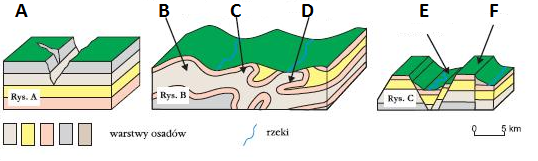 A B C D E F
Rys. A
Rys. B
Rys. C
warstwy osadów
rzeki
0 5 km